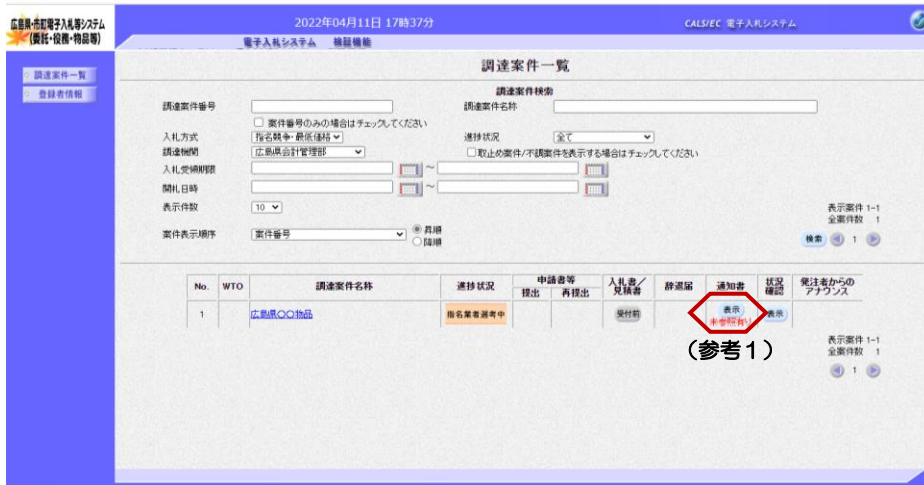 広島県・市町電子入札等システム
(委託・役務・物品等)
2022年04月11日 17時37分
CALS/EC 電子入札システム
電子入札システム 検証機能
調達案件一覧
登録者情報
調達案件一覧
調達案件検索
調達案件番号
調達案件名称
案件番号のみの場合はチェックしてください
入札方式 指名競争・最低価格
進捗状況 全て
調達機関 広島県会計管理部
取止め案件/不調案件を表示する場合はチェックしてください
入札受領期限 ~
開札日時 ~
表示件数 10
表示案件 1-1
全案件数 1
案件表示順序 案件番号
昇順
降順
検索 1
No. WTO 調達案件名称 進捗状況 申請書等 入札書/見積書 辞退届 通知書 状況確認 発注者からのアナウンス
提出 再提出
1 広島県○○物品 指名業者選考中 受付前 表示 表示
未参照有り
(参考1)
表示案件 1-1
全案件数 1
1